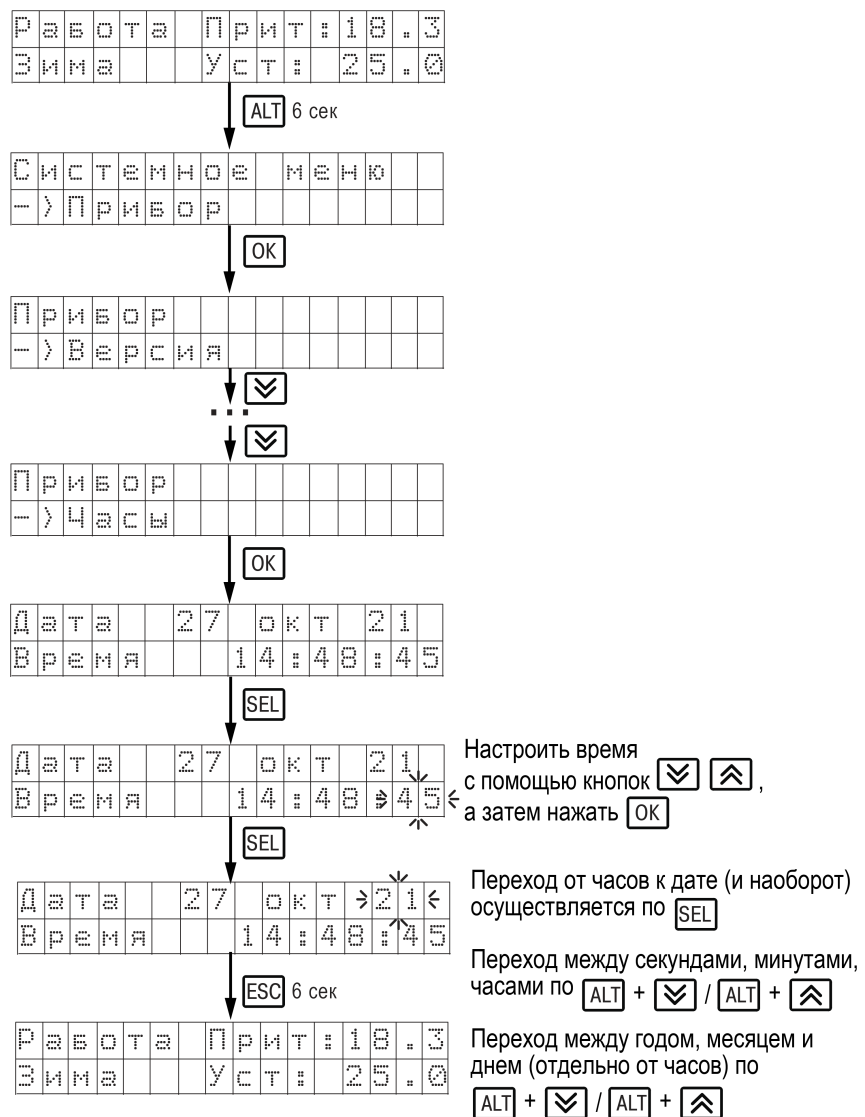 Работа Прит:18.3
Зима Уст: 25.0
ALT 6 сек
Системное меню
->Прибор
OK
Прибор
->Версия
...
Прибор
->Часы
OK
Дата 27 окт 21
Время 14:48:45
SEL
Дата 27 окт 21
Время 14:48:45
Настроить время
с помощью кнопок ,
а затем нажать OK
SEL
Дата 27 окт 21
Время 14:48:45
Переход от часов к дате (и наоборот)
осуществляется по SEL
Переход между секундами, минутами,
часами по ALT + / ALT +
ESC 6 сек
Работа Прит:18.3
Зима Уст: 25.0
Переход между годом, месяцем и
днем (отдельно от часов) по
ALT + / ALT +